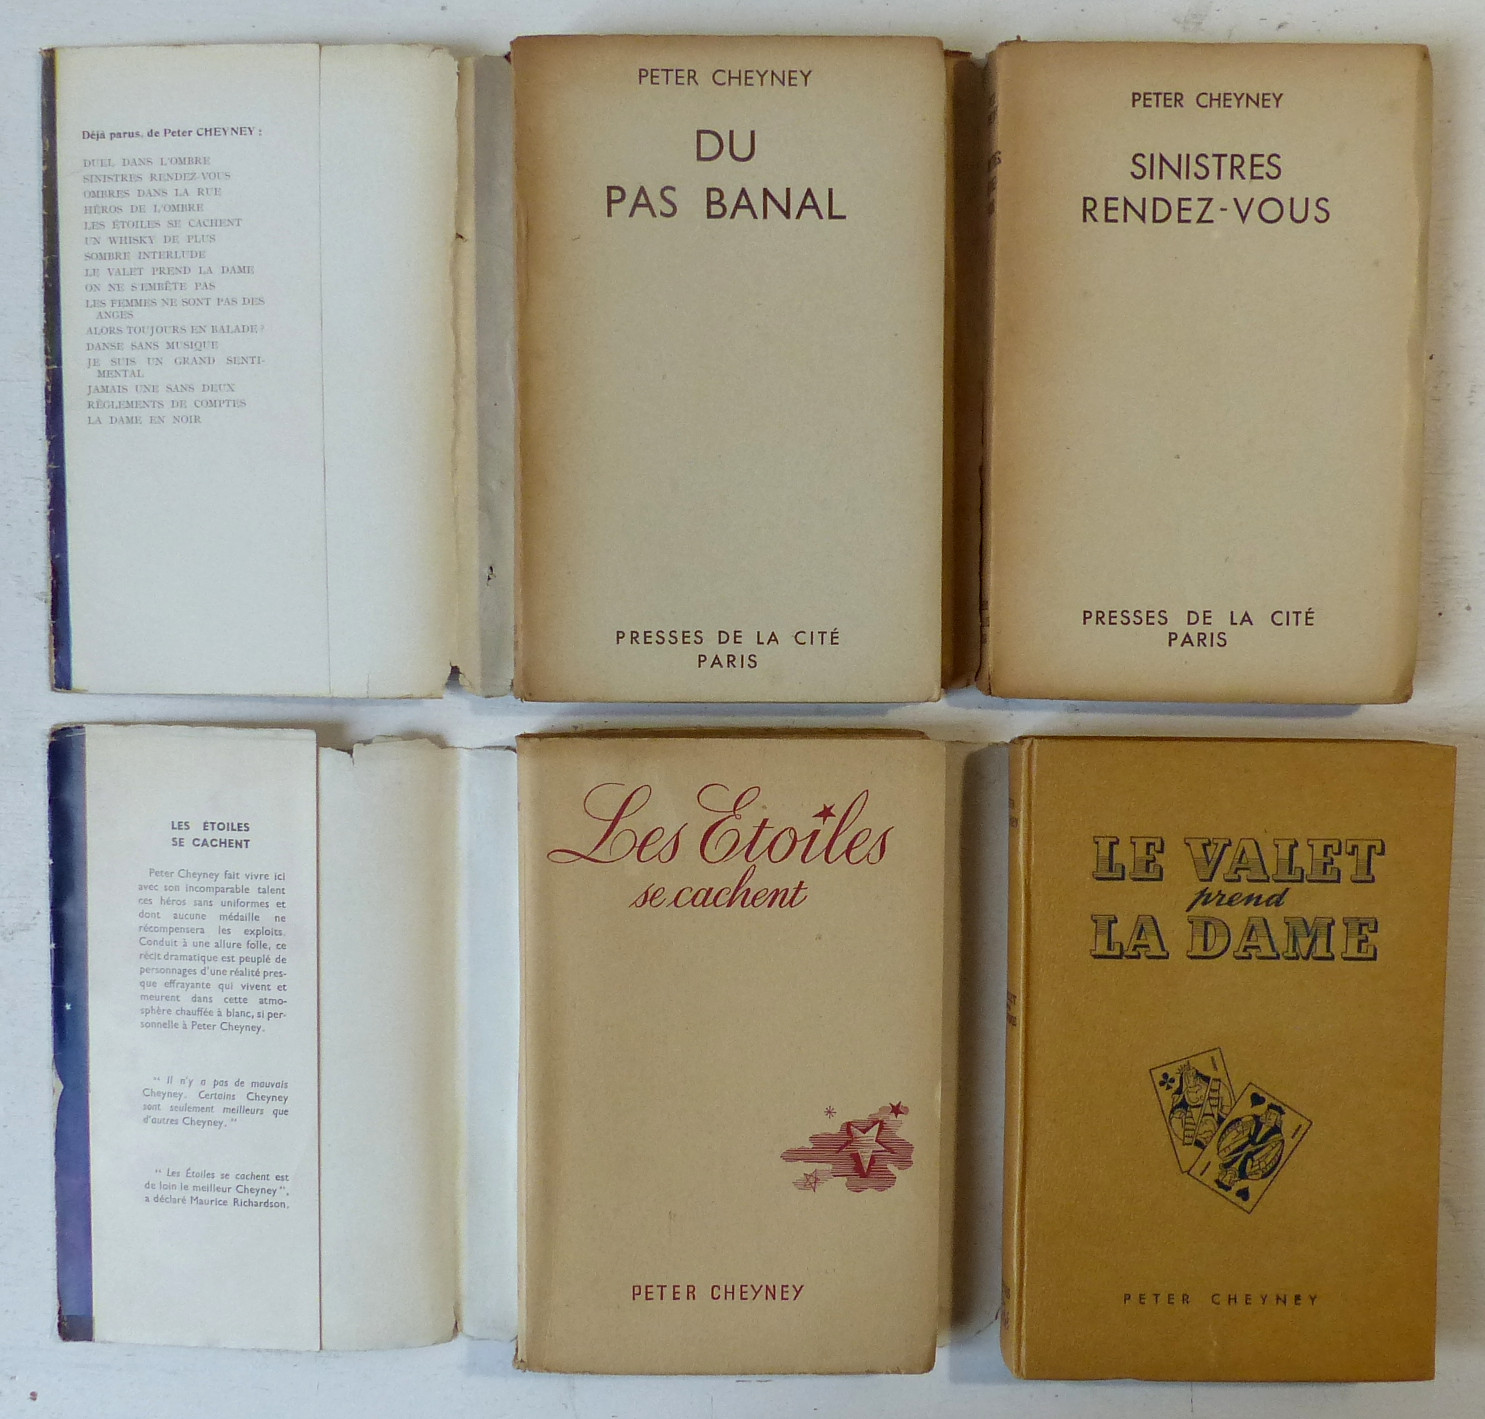 Déjà parus, de Peter CHEYNEY :
DUEL DANS L'OMBRE
SINISTRES RENDEZ-VOUS
OMBRES DANS LA RUE
HÉROS DE L'OMBRE
LES ÉTOILES SE CACHENT
UN WHISKY DE PLUS
SOMBRE INTERLUDE
LE VALET PREND LA DAME
ON NE S'EMBÊTE PAS
LES FEMMES NE SONT PAS DES
ANGES
ALORS TOUJOURS EN BALADE ?
DANSE SANS MUSIQUE
JE SUIS UN GRAND SENTI-
MENTAL
JAMAIS UNE SANS DEUX
RÈGLEMENTS DE COMPTES
LA DAME EN NOIR
PETER CHEYNEY
DU
PAS BANAL
PRESSES DE LA CITÉ
PARIS
PETER CHEYNEY
SINISTRES
RENDEZ-VOUS
PRESSES DE LA CITÉ
PARIS
LES ÉTOILES
SE CACHENT
Peter Cheyney fait vivre ici
avec son incomparable talent
ces héros sans uniformes et
dont aucune médaille ne
récompensera les exploits.
Conduit à une allure folle, ce
récit dramatique est peuplé de
personnages d'une réalité pres-
que effrayante qui vivent et
meurent dans cette atmo-
sphère chauffée à blanc, si per-
sonnelle à Peter Cheyney.
" Il n'y a pas de mauvais
Cheyney. Certains Cheyney
sont seulement meilleurs que
d'autres Cheyney. "
" Les Étoiles se cachent est
de loin le meilleur Cheyney ",
a déclaré Maurice Richardson.
Les Etoiles
se cachent
PETER CHEYNEY
LE VALET
prend
LA DAME
PETER CHEYNEY